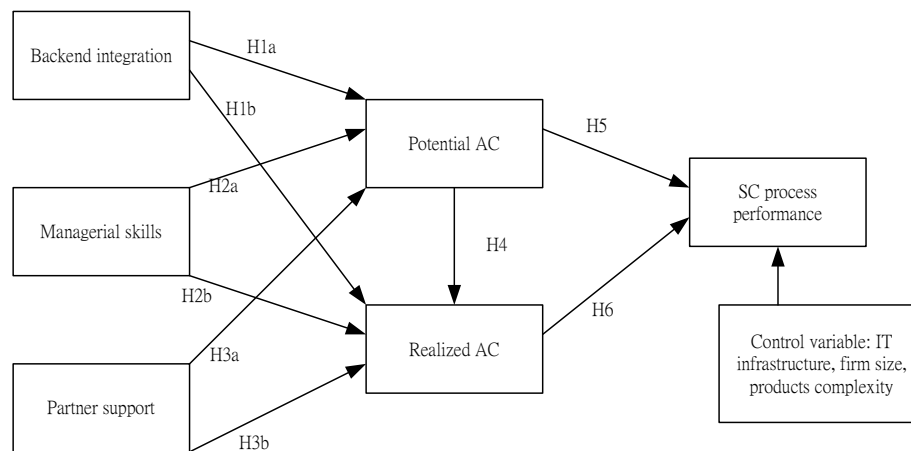 Backend integration
H1a
H1b
Potential AC
H5
H2a
SC process
performance
Managerial skills
H4
H2b
H6
Realized AC
H3a
Control variable: IT
infrastructure, firm size,
products complexity
Partner support
H3b